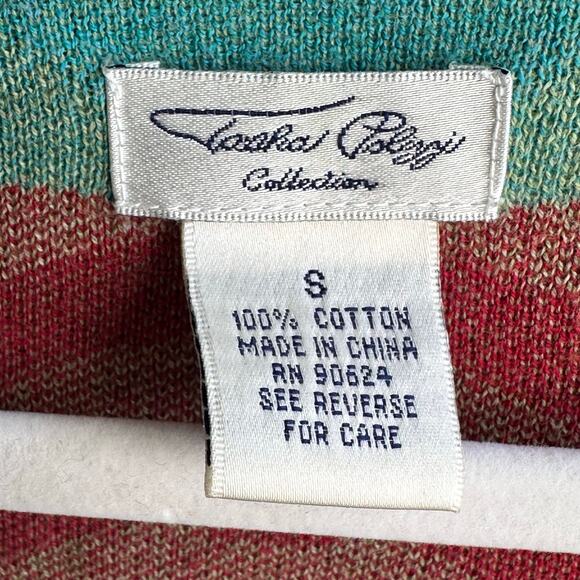 Tasha Polizzi
Collection
S
100% COTTON
MADE IN CHINA
RN 90624
SEE REVERSE
FOR CARE